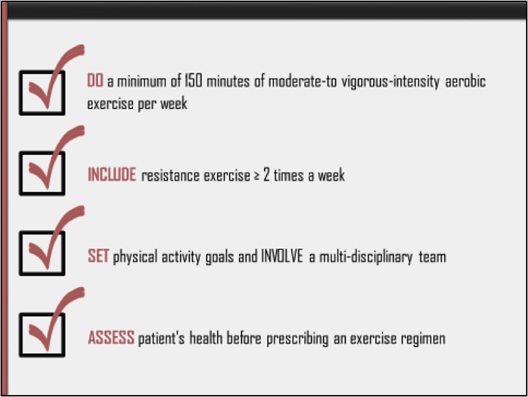 DO a minimum of 150 minutes of moderate-to vigorous-intensity aerobic
exercise per week
INCLUDE resistance exercise ≥ 2 times a week
SET physical activity goals and INVOLVE a multi-disciplinary team
ASSESS patient's health before prescribing an exercise regimen